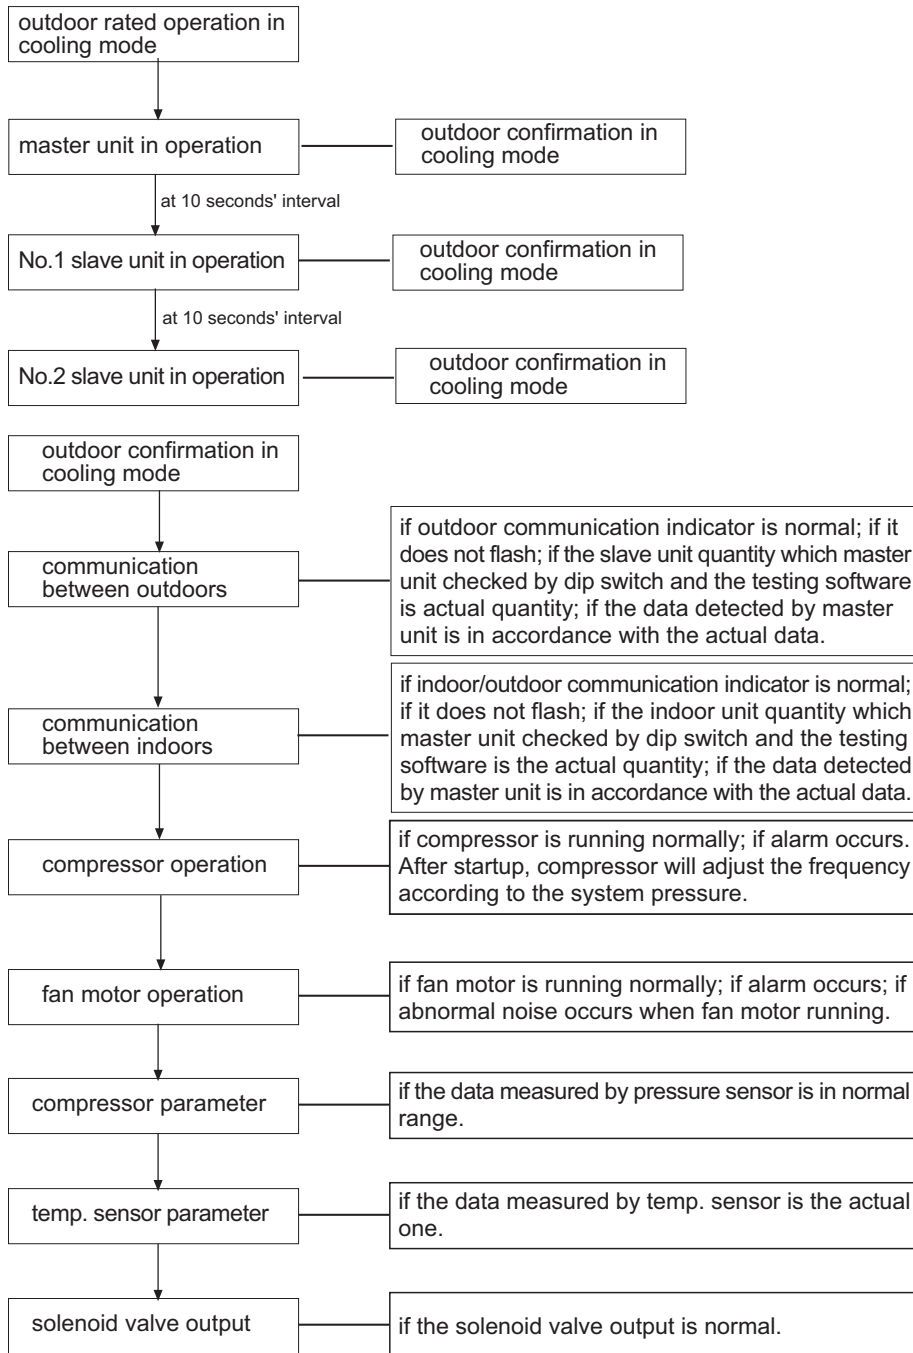 outdoor rated operation in
cooling mode
master unit in operation
outdoor confirmation in
cooling mode
at 10 seconds' interval
No.1 slave unit in operation
outdoor confirmation in
cooling mode
at 10 seconds' interval
No.2 slave unit in operation
outdoor confirmation in
cooling mode
outdoor confirmation in
cooling mode
communication
between outdoors
if outdoor communication indicator is normal; if it
does not flash; if the slave unit quantity which master
unit checked by dip switch and the testing software
is actual quantity; if the data detected by master
unit is in accordance with the actual data.
communication
between indoors
if indoor/outdoor communication indicator is normal;
if it does not flash; if the indoor unit quantity which
master unit checked by dip switch and the testing
software is the actual quantity; if the data detected
by master unit is in accordance with the actual data.
compressor operation
if compressor is running normally; if alarm occurs.
After startup, compressor will adjust the frequency
according to the system pressure.
fan motor operation
if fan motor is running normally; if alarm occurs; if
abnormal noise occurs when fan motor running.
compressor parameter
if the data measured by pressure sensor is in normal
range.
temp. sensor parameter
if the data measured by temp. sensor is the actual
one.
solenoid valve output
if the solenoid valve output is normal.